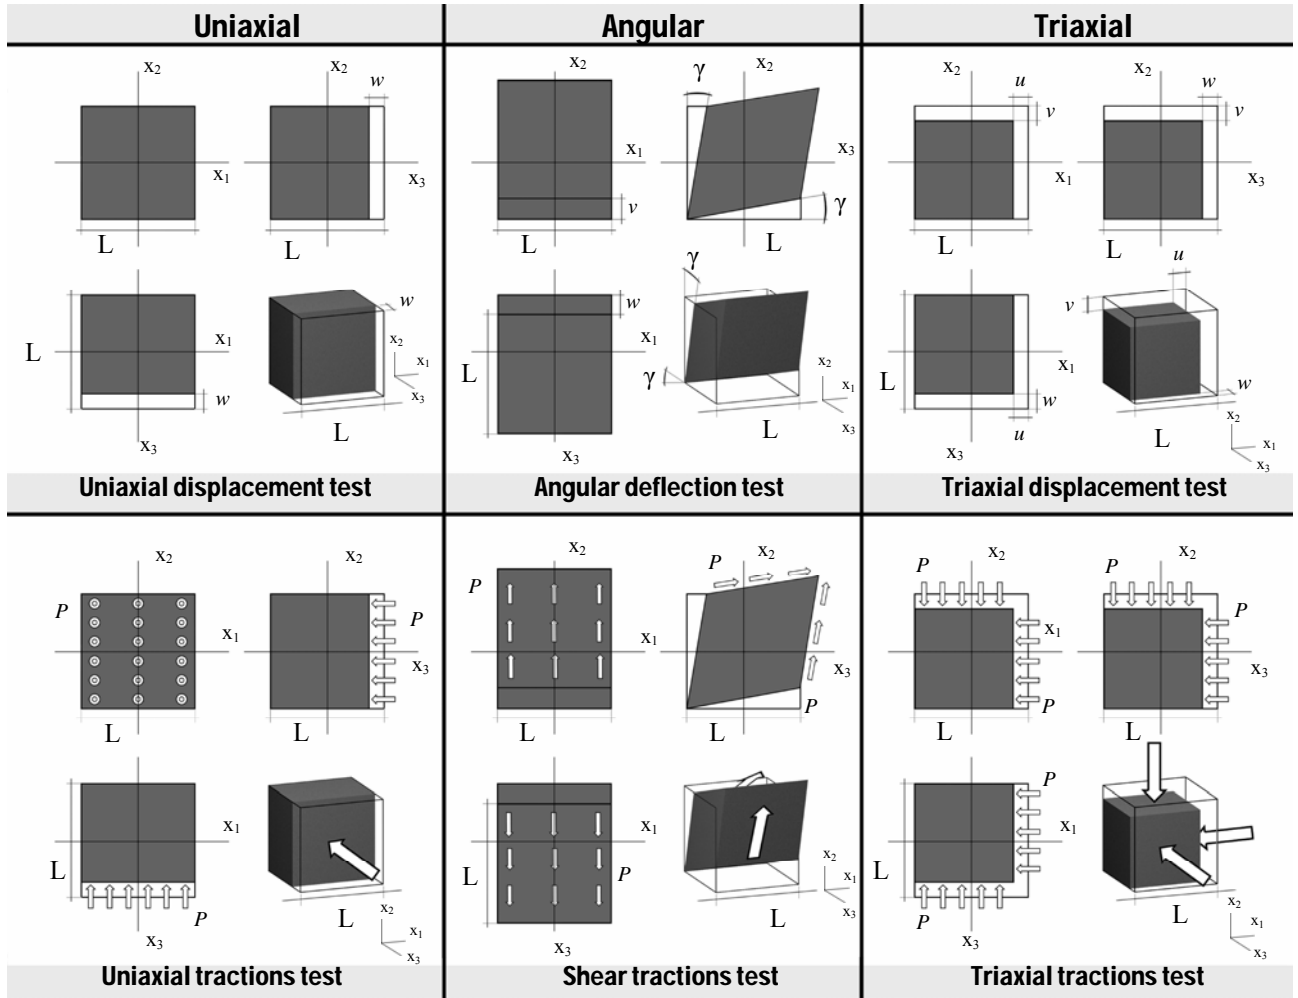 Uniaxial
Angular
Triaxial
x2
x2
w
x1
x3
L
L
L
x1
x3
w
w
x2
x1
x3
L
Uniaxial displacement test
x2
γ
x2
x1
x3
v
γ
L
L
w
x1
x3
γ
γ
x2
x1
x3
L
Angular deflection test
x2
u
v
x2
w
v
x1
x3
L
L
L
x1
w
u
x3
u
v
w
x2
x1
x3
L
Triaxial displacement test
x2
x2
P
P
x1
x3
L
L
x1
L
P
x3
x2
x1
x3
L
Uniaxial tractions test
x2
P
x2
x1
x3
P
L
L
x1
L
P
x3
x2
x1
x3
L
Shear tractions test
x2
x2
P
P
x1
x3
P
L
L
P
x1
L
P
x3
L
x2
x1
x3
Triaxial tractions test